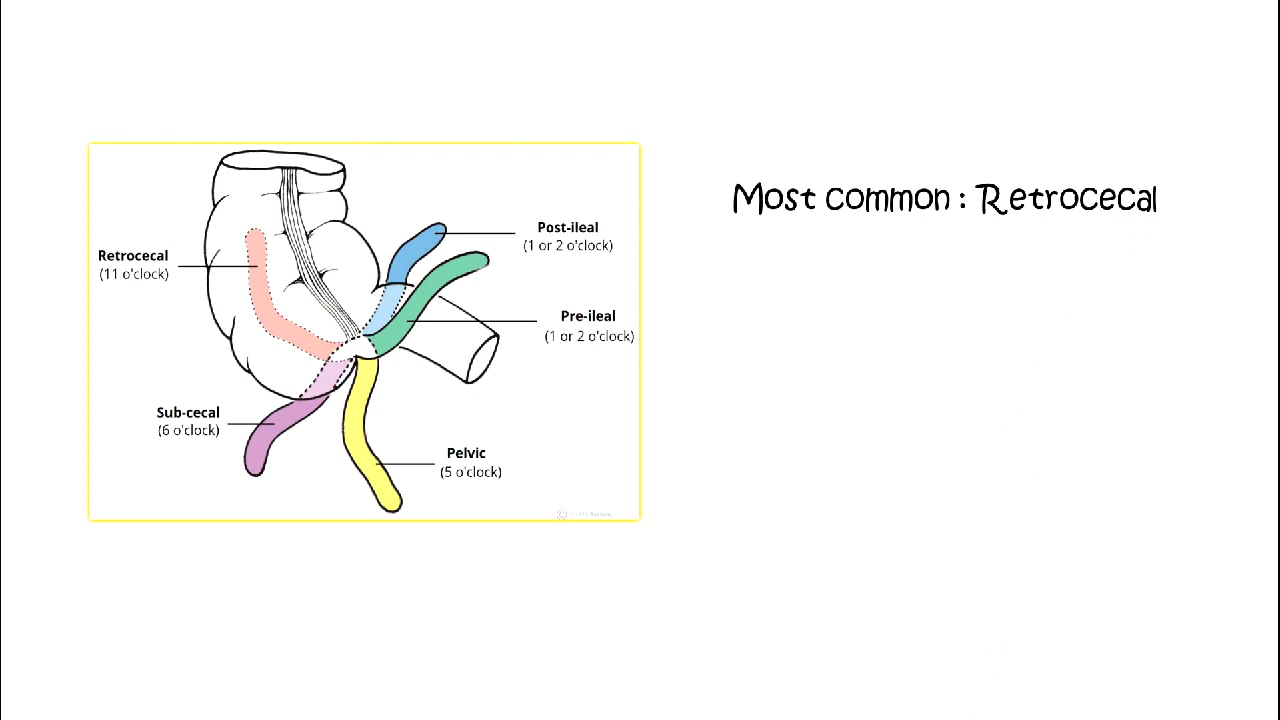 Most common : Retrocecal
Post-ileal
(1 or 2 o'clock)
Retrocecal
(11 o'clock)
Pre-ileal
(1 or 2 o'clock)
Sub-cecal
(6 o'clock)
Pelvic
(5 o'clock)